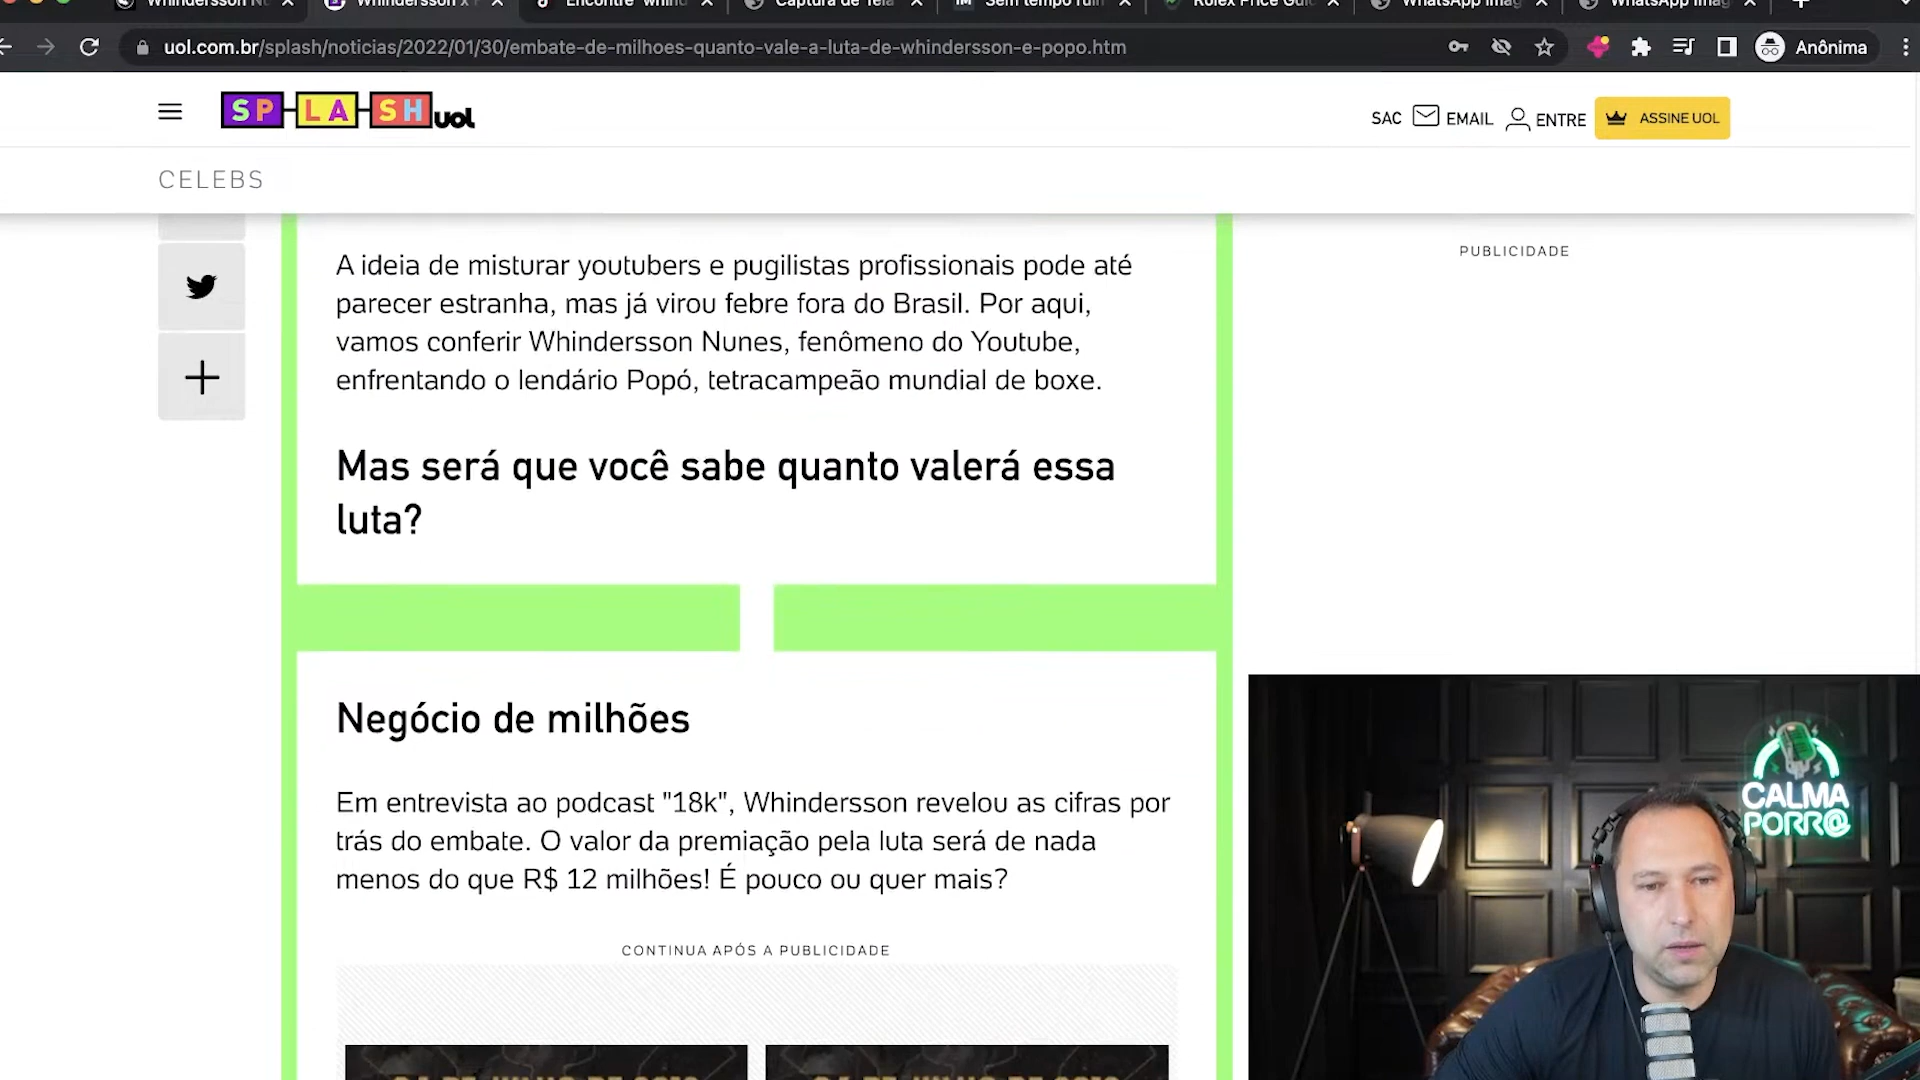 uol.com.br/splash/noticias/2022/01/30/embate-de-milhoes-quanto-vale-a-luta-de-whindersson-e-popo.htm
Anônima
SPLASH uol
SAC EMAIL ENTRE ASSINE UOL
CELEBS
PUBLICIDADE
A ideia de misturar youtubers e pugilistas profissionais pode até
parecer estranha, mas já virou febre fora do Brasil. Por aqui,
vamos conferir Whindersson Nunes, fenômeno do Youtube,
enfrentando o lendário Popó, tetracampeão mundial de boxe.
Mas será que você sabe quanto valerá essa
luta?
Negócio de milhões
Em entrevista ao podcast "18k", Whindersson revelou as cifras por
trás do embate. O valor da premiação pela luta será de nada
menos do que R$ 12 milhões! É pouco ou quer mais?
CONTINUA APÓS A PUBLICIDADE
CALMA
PORR@